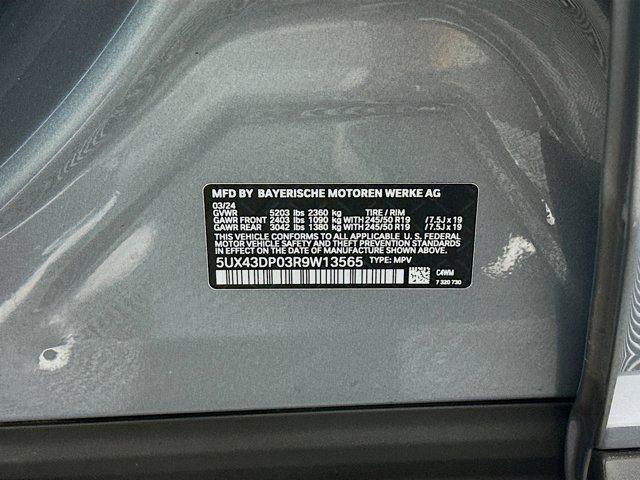 MFD BY BAYERISCHE MOTOREN WERKE AG
03/24
GVWR 5203 lbs 2360 kg TIRE / RIM
GAWR FRONT 2403 lbs 1090 kg WITH 245/50 R19 /7.5J x 19
GAWR REAR 3042 lbs 1380 kg WITH 245/50 R19 /7.5J x 19
THIS VEHICLE CONFORMS TO ALL APPLICABLE U. S. FEDERAL
MOTOR VEHICLE SAFETY, BUMPER, AND THEFT PREVENTION
STANDARDS IN EFFECT ON THE DATE OF MANUFACTURE SHOWN ABOVE.
5UX43DP03R9W13565 TYPE: MPV
C4WM
7 320 730